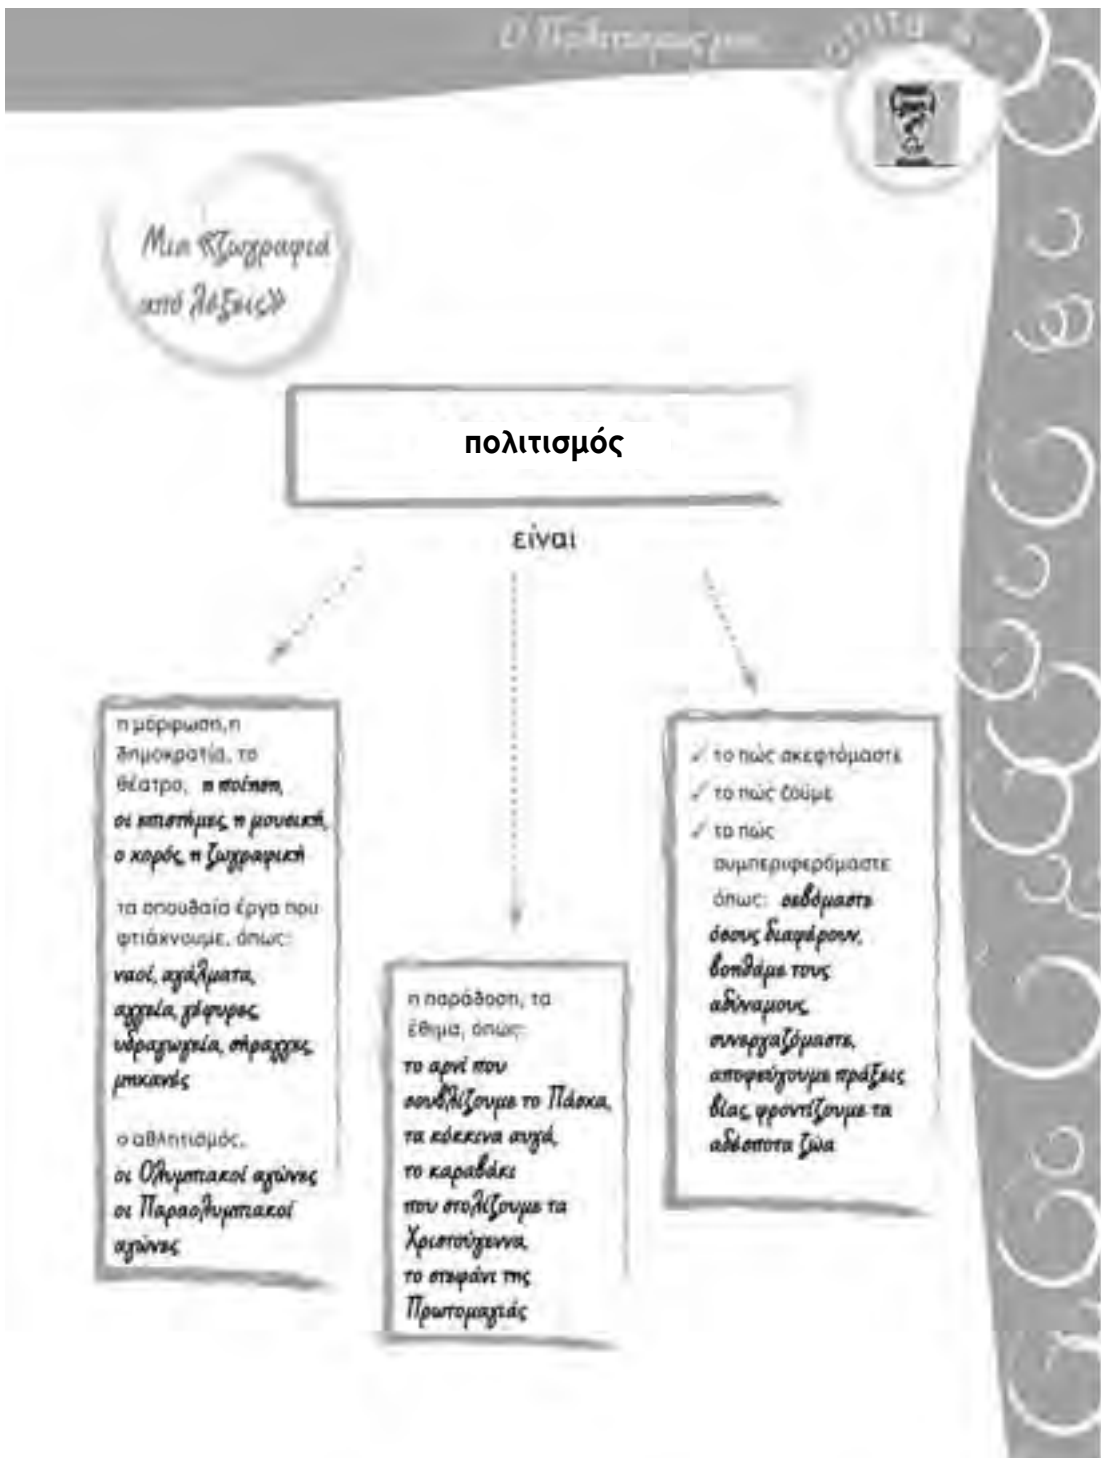 Ο Πολιτισμός μας
ενότητα
Μια «ζωγραφιά
από λέξεις»
πολιτισμός
είναι
η μόρφωση, η
δημοκρατία, το
θέατρο, η ποίηση,
οι επιστήμες, η μουσική,
ο χορός, η ζωγραφική
τα σπουδαία έργα που
φτιάχνουμε, όπως:
ναοί, αγάλματα,
αγγεία, γέφυρες,
υδραγωγεία, σήραγγες,
μηχανές
ο αθλητισμός,
οι Ολυμπιακοί αγώνες
οι Παραολυμπιακοί
αγώνες
η παράδοση, τα
έθιμα, όπως:
το αρνί που
σουβλίζουμε το Πάσχα,
τα κόκκινα αυγά,
το καραβάκι
που στολίζουμε τα
Χριστούγεννα,
το στεφάνι της
Πρωτομαγιάς
✓ το πώς σκεφτόμαστε
✓ το πώς ζούμε
✓ το πώς
συμπεριφερόμαστε
όπως: σεβόμαστε
όσους διαφέρουν,
βοηθάμε τους
αδύναμους,
συνεργαζόμαστε,
αποφεύγουμε πράξεις
βίας, φροντίζουμε τα
αδέσποτα ζώα